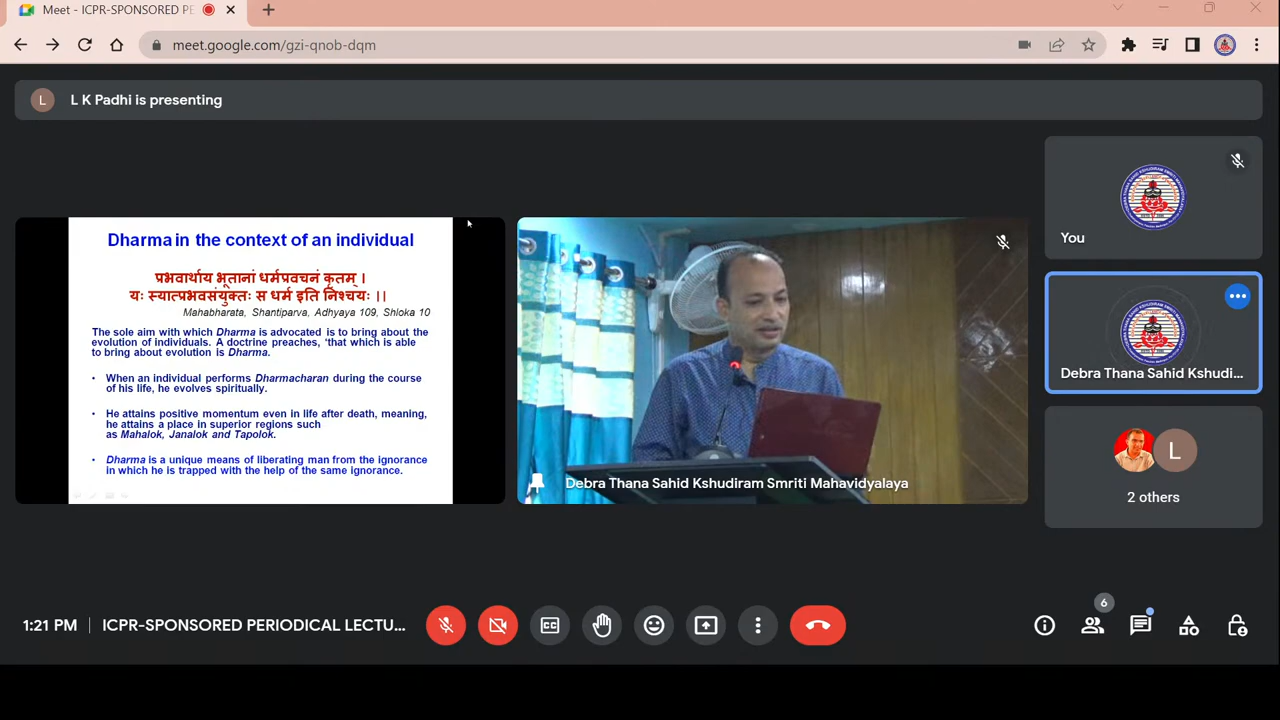 Meet - ICPR-SPONSORED PE
meet.google.com/gzi-qnob-dqm
L
L K Padhi is presenting
Dharma in the context of an individual
प्रभवार्थाय भूतानां धर्मप्रवचनं कृतम् ।
यः स्यात्प्रभवसंयुक्तः स धर्म इति निश्चयः ।।
Mahabharata, Shantiparva, Adhyaya 109, Shloka 10
The sole aim with which Dharma is advocated is to bring about the
evolution of individuals. A doctrine preaches, ‘that which is able
to bring about evolution is Dharma.
• When an individual performs Dharmacharan during the course
of his life, he evolves spiritually.
• He attains positive momentum even in life after death, meaning,
he attains a place in superior regions such
as Mahalok, Janalok and Tapolok.
• Dharma is a unique means of liberating man from the ignorance
in which he is trapped with the help of the same ignorance.
Debra Thana Sahid Kshudiram Smriti Mahavidyalaya
You
Debra Thana Sahid Kshudi...
L
2 others
1:21 PM | ICPR-SPONSORED PERIODICAL LECTU...
CC
6